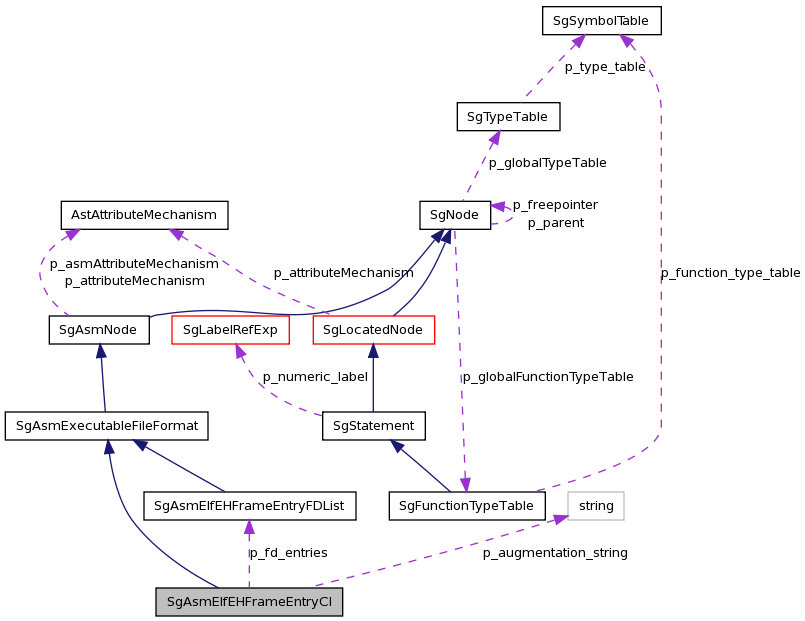 SgSymbolTable
p_type_table
SgTypeTable
p_globalTypeTable
AstAttributeMechanism
SgNode
p_freepointer
p_parent
p_asmAttributeMechanism
p_attributeMechanism
p_attributeMechanism
p_function_type_table
SgAsmNode
SgLabelRefExp
SgLocatedNode
p_numeric_label
p_globalFunctionTypeTable
SgAsmExecutableFileFormat
SgStatement
SgAsmElfEHFrameEntryFDList
SgFunctionTypeTable
string
p_fd_entries
p_augmentation_string
SgAsmElfEHFrameEntryCI